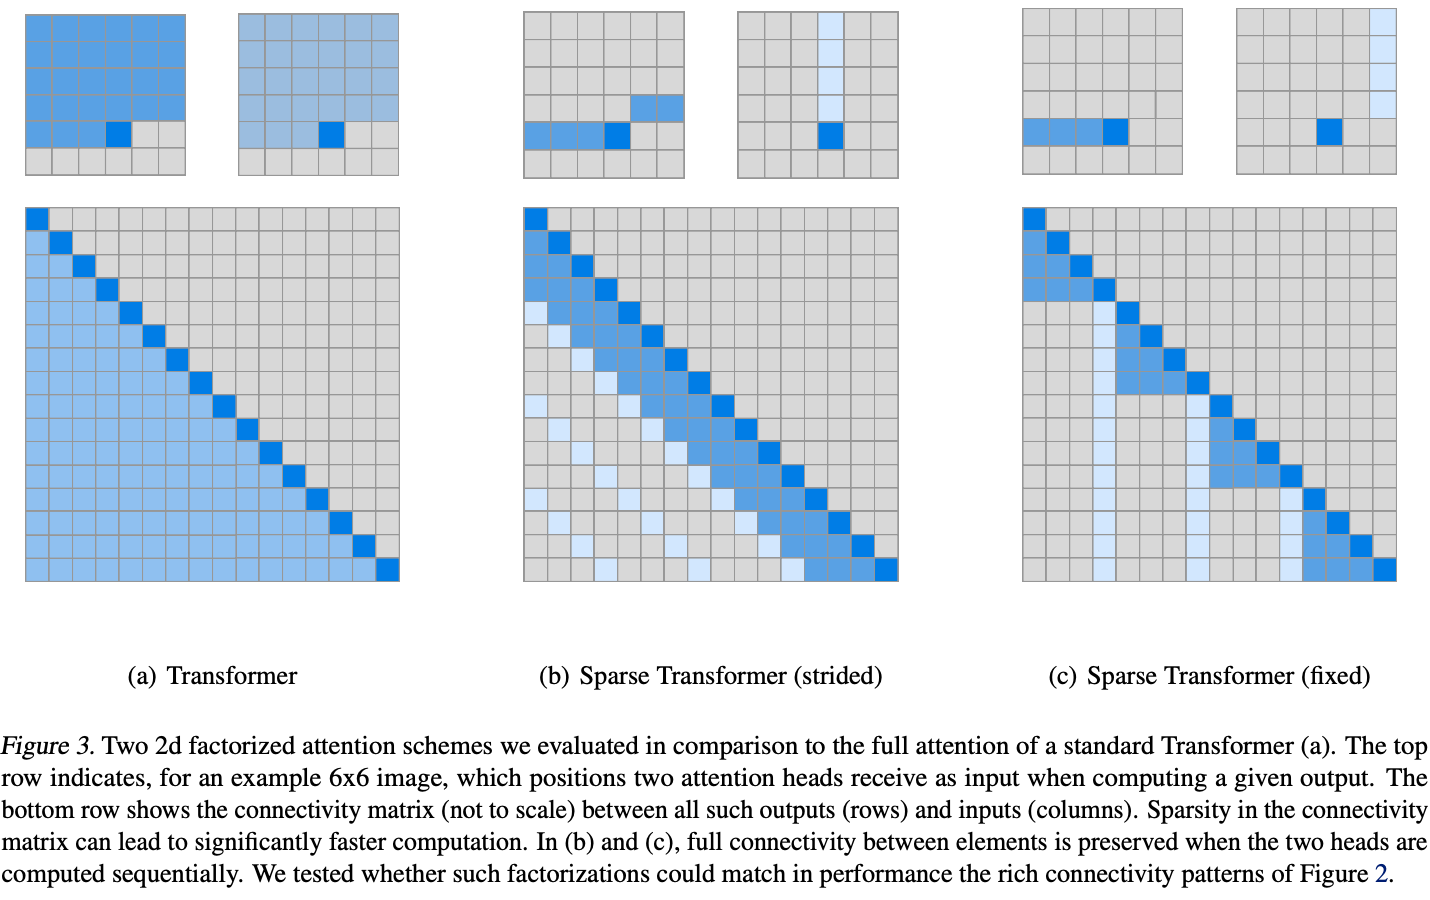 (a) Transformer
(b) Sparse Transformer (strided)
(c) Sparse Transformer (fixed)
Figure 3. Two 2d factorized attention schemes we evaluated in comparison to the full attention of a standard Transformer (a). The top
row indicates, for an example 6x6 image, which positions two attention heads receive as input when computing a given output. The
bottom row shows the connectivity matrix (not to scale) between all such outputs (rows) and inputs (columns). Sparsity in the connectivity
matrix can lead to significantly faster computation. In (b) and (c), full connectivity between elements is preserved when the two heads are
computed sequentially. We tested whether such factorizations could match in performance the rich connectivity patterns of Figure 2.